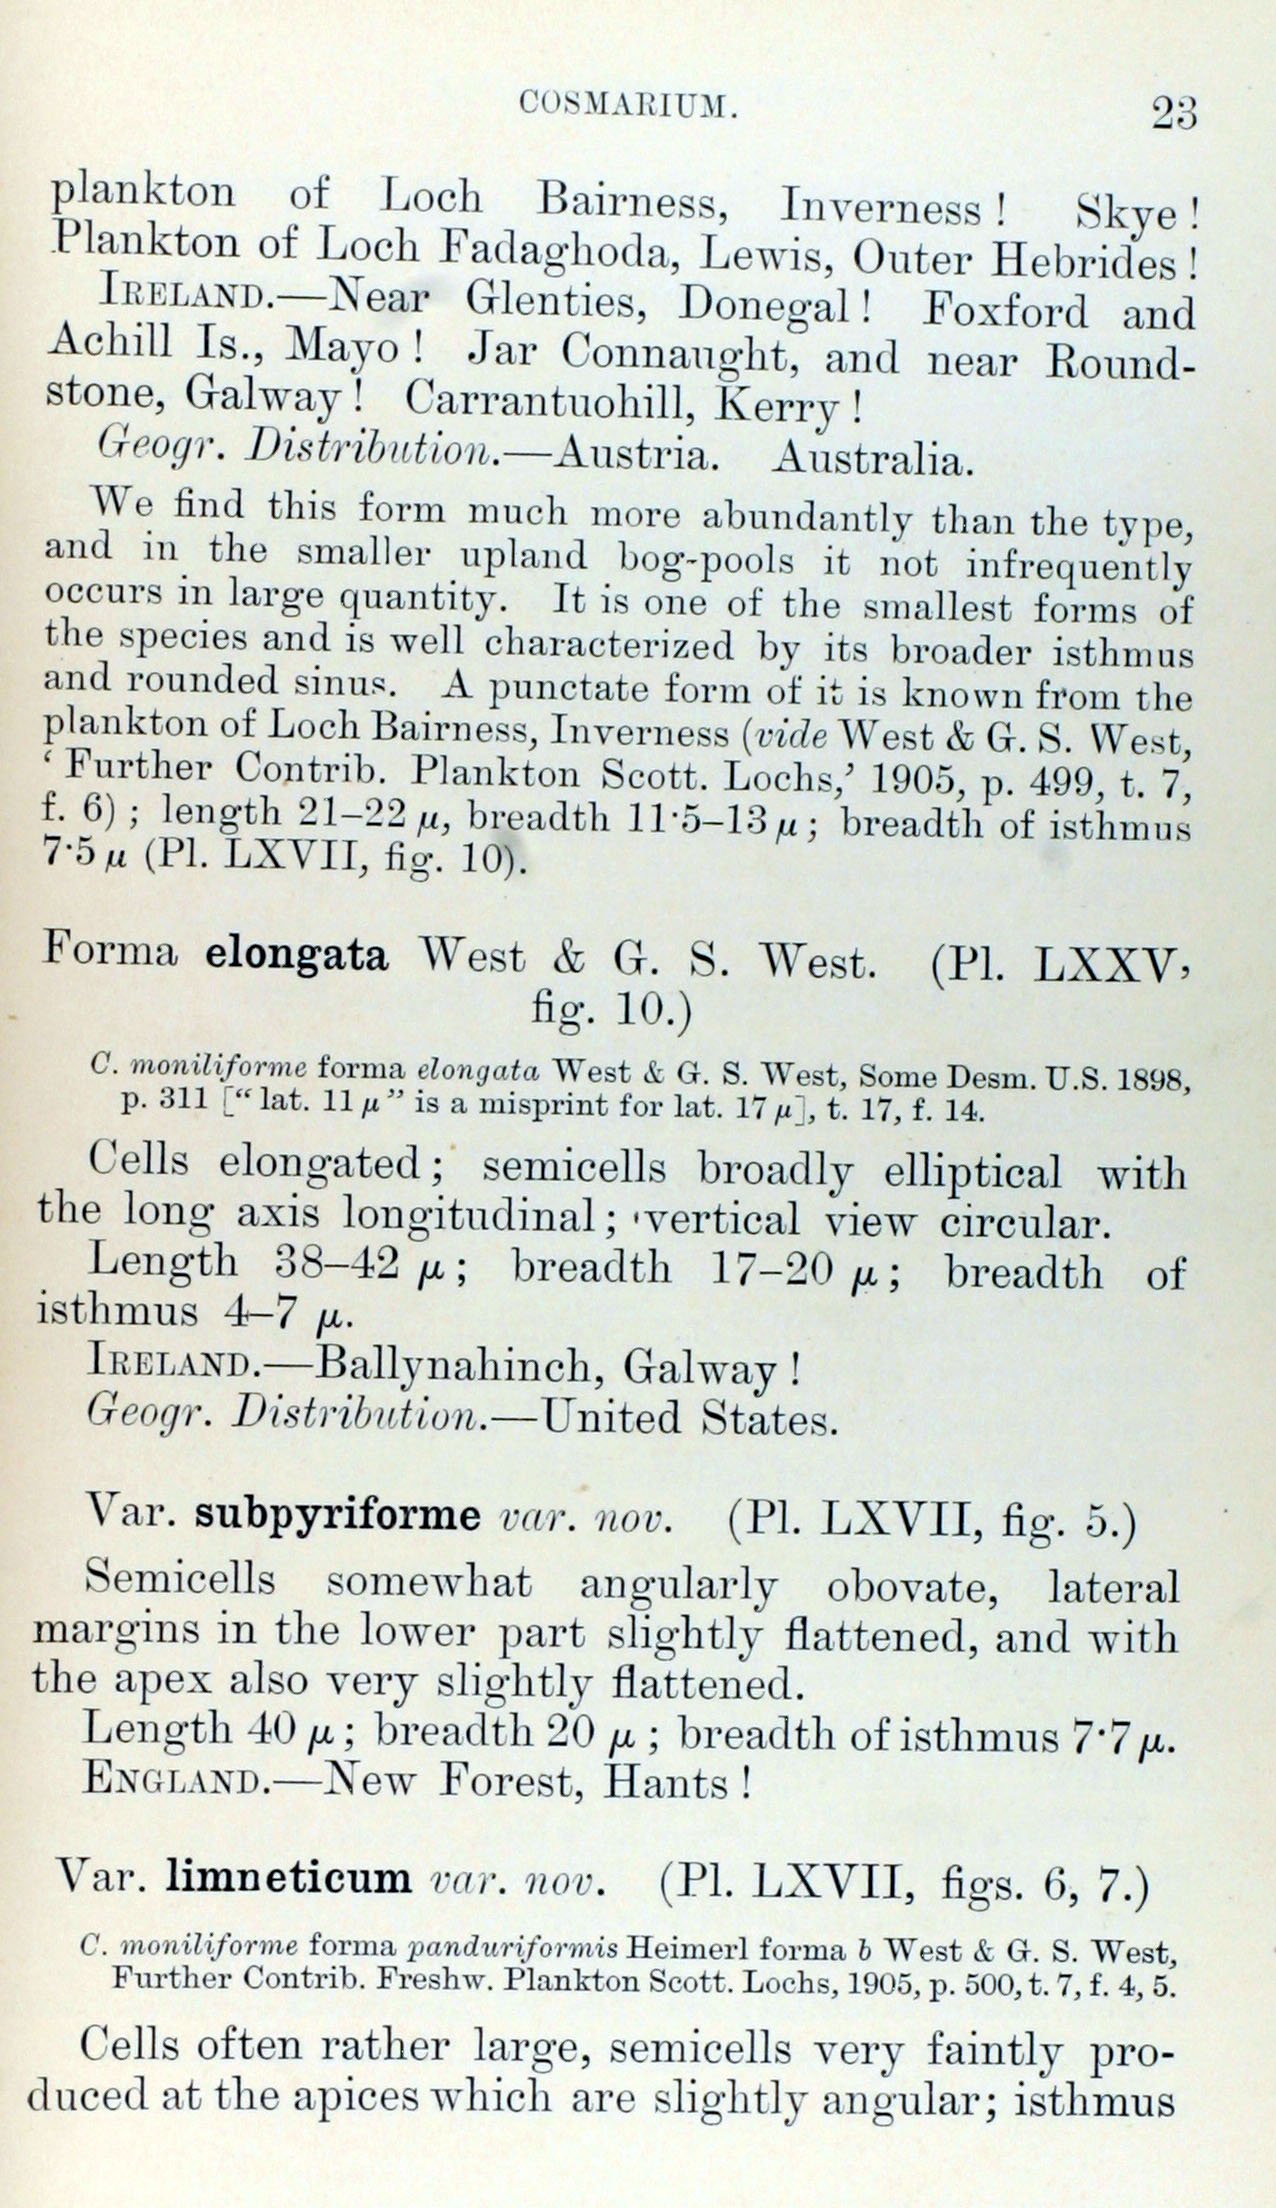 COSMARIUM. 23
plankton of Loch Bairness, Inverness! Skye!
Plankton of Loch Fadaghoda, Lewis, Outer Hebrides!
IRELAND.—Near Glenties, Donegal! Foxford and
Achill Is., Mayo! Jar Connaught, and near Round-
stone, Galway! Carrantuohill, Kerry!
Geogr. Distribution.—Austria. Australia.
We find this form much more abundantly than the type,
and in the smaller upland bog-pools it not infrequently
occurs in large quantity. It is one of the smallest forms of
the species and is well characterized by its broader isthmus
and rounded sinus. A punctate form of it is known from the
plankton of Loch Bairness, Inverness (vide West & G. S. West,
‘Further Contrib. Plankton Scott. Lochs,’ 1905, p. 499, t. 7,
f. 6); length 21–22 μ, breadth 11·5–13 μ; breadth of isthmus
7·5 μ (Pl. LXVII, fig. 10).
Forma elongata West & G. S. West. (Pl. LXXV,
fig. 10.)
C. moniliforme forma elongata West & G. S. West, Some Desm. U.S. 1898,
p. 311 [“lat. 11 μ” is a misprint for lat. 17 μ], t. 17, f. 14.
Cells elongated; semicells broadly elliptical with
the long axis longitudinal; vertical view circular.
Length 38–42 μ; breadth 17–20 μ; breadth of
isthmus 4–7 μ.
IRELAND.—Ballynahinch, Galway!
Geogr. Distribution.—United States.
Var. subpyriforme var. nov. (Pl. LXVII, fig. 5.)
Semicells somewhat angularly obovate, lateral
margins in the lower part slightly flattened, and with
the apex also very slightly flattened.
Length 40 μ; breadth 20 μ; breadth of isthmus 7·7 μ.
ENGLAND.—New Forest, Hants!
Var. limneticum var. nov. (Pl. LXVII, figs. 6, 7.)
C. moniliforme forma panduriformis Heimerl forma b West & G. S. West,
Further Contrib. Freshw. Plankton Scott. Lochs, 1905, p. 500, t. 7, f. 4, 5.
Cells often rather large, semicells very faintly pro-
duced at the apices which are slightly angular; isthmus